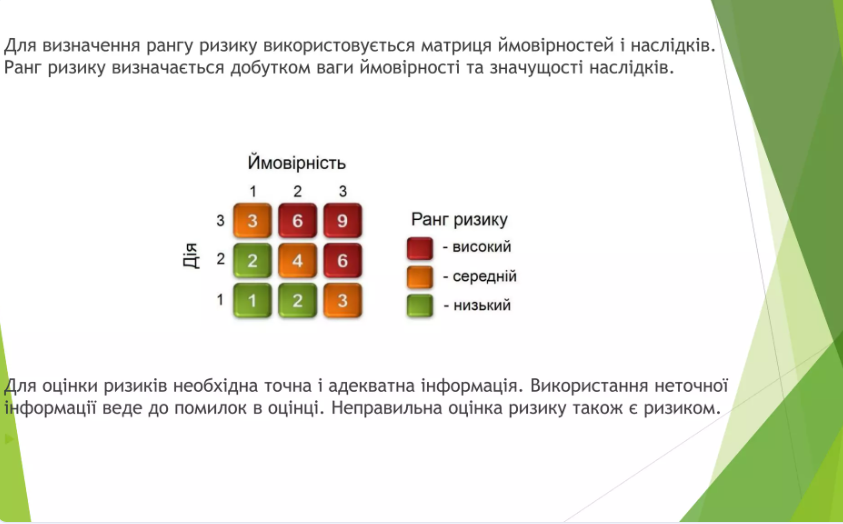 Для визначення рангу ризику використовується матриця ймовірностей і наслідків.
Ранг ризику визначається добутком ваги ймовірності та значущості наслідків.
Ймовірність
1 2 3
Дія
3 3 6 9
2 2 4 6
1 1 2 3
Ранг ризику
- високий
- середній
- низький
Для оцінки ризиків необхідна точна і адекватна інформація. Використання неточної
інформації веде до помилок в оцінці. Неправильна оцінка ризику також є ризиком.